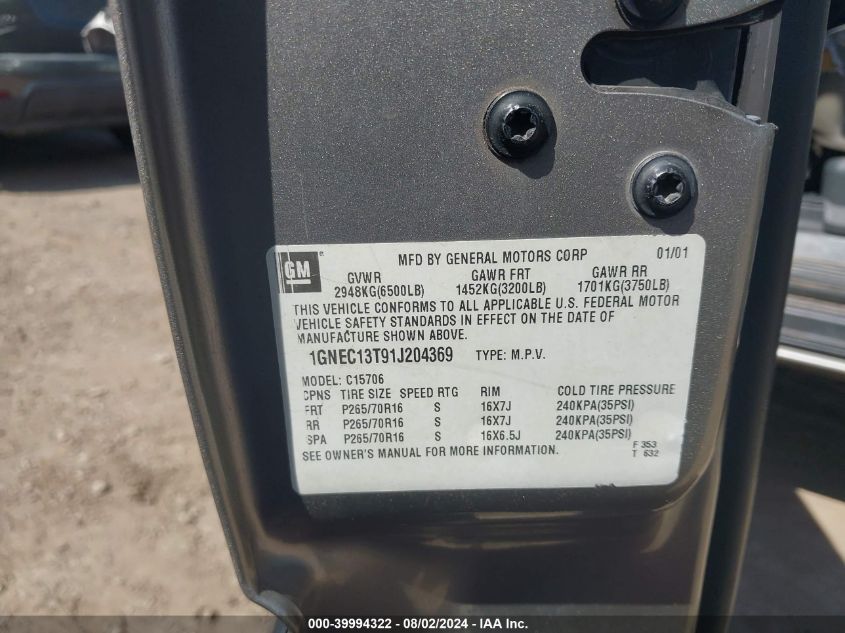 GM
MFD BY GENERAL MOTORS CORP 01/01
GVWR GAWR FRT GAWR RR
2948KG(6500LB) 1452KG(3200LB) 1701KG(3750LB)
THIS VEHICLE CONFORMS TO ALL APPLICABLE U.S. FEDERAL MOTOR
VEHICLE SAFETY STANDARDS IN EFFECT ON THE DATE OF
MANUFACTURE SHOWN ABOVE.
1GNEC13T91J204369 TYPE: M.P.V.
MODEL: C15706
CPNS TIRE SIZE SPEED RTG RIM COLD TIRE PRESSURE
FRT P265/70R16 S 16X7J 240KPA(35PSI)
RR P265/70R16 S 16X7J 240KPA(35PSI)
SPA P265/70R16 S 16X6.5J 240KPA(35PSI)
SEE OWNER'S MANUAL FOR MORE INFORMATION.
F 353
T 632
000-39994322 - 08/02/2024 - IAA Inc.